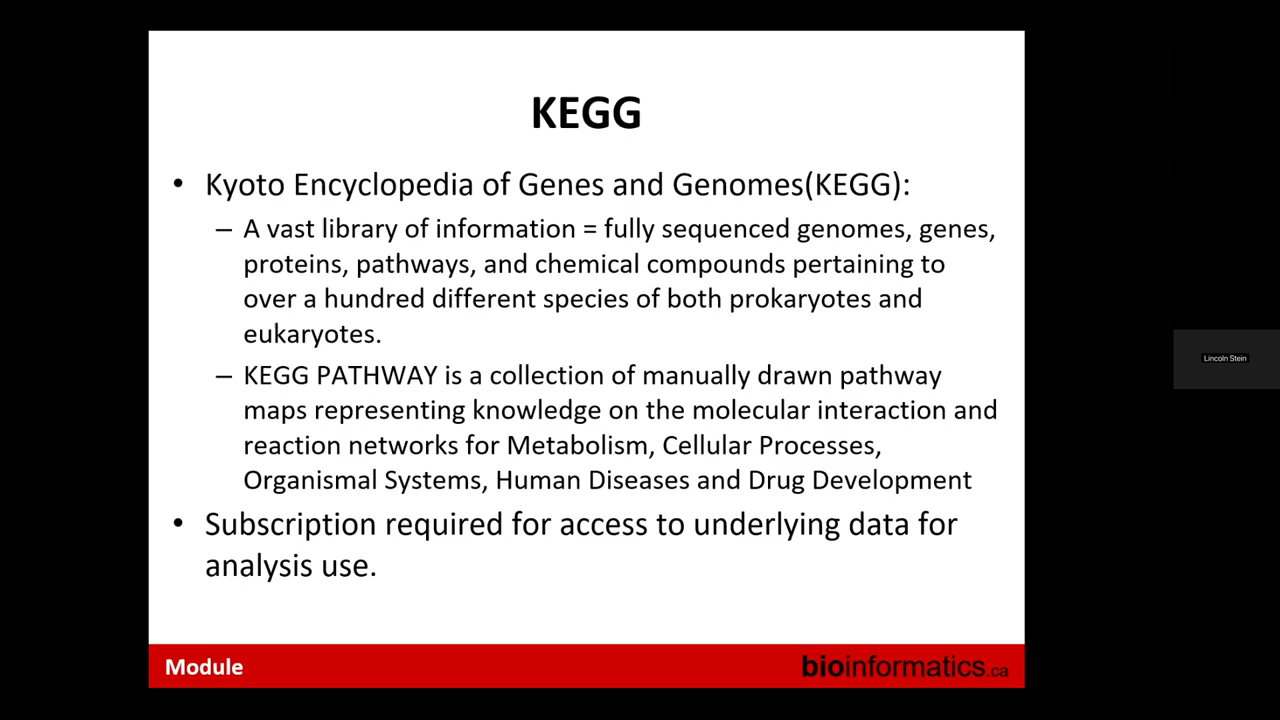 KEGG
• Kyoto Encyclopedia of Genes and Genomes(KEGG):
– A vast library of information = fully sequenced genomes, genes,
proteins, pathways, and chemical compounds pertaining to
over a hundred different species of both prokaryotes and
eukaryotes.
– KEGG PATHWAY is a collection of manually drawn pathway
maps representing knowledge on the molecular interaction and
reaction networks for Metabolism, Cellular Processes,
Organismal Systems, Human Diseases and Drug Development
• Subscription required for access to underlying data for
analysis use.
Lincoln Stein
Module
bioinformatics.ca